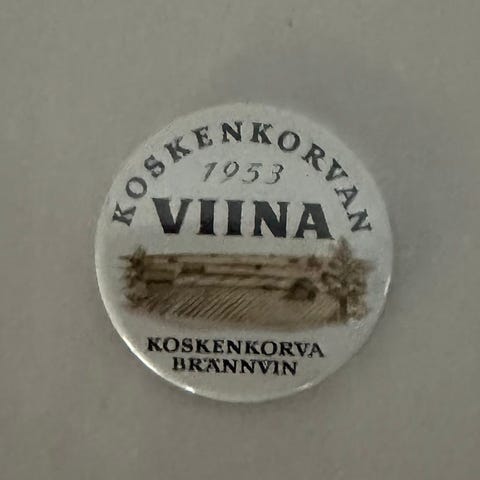 KOSKENKORVAN
1953
VIINA
KOSKENKORVA
BRÄNNVIN